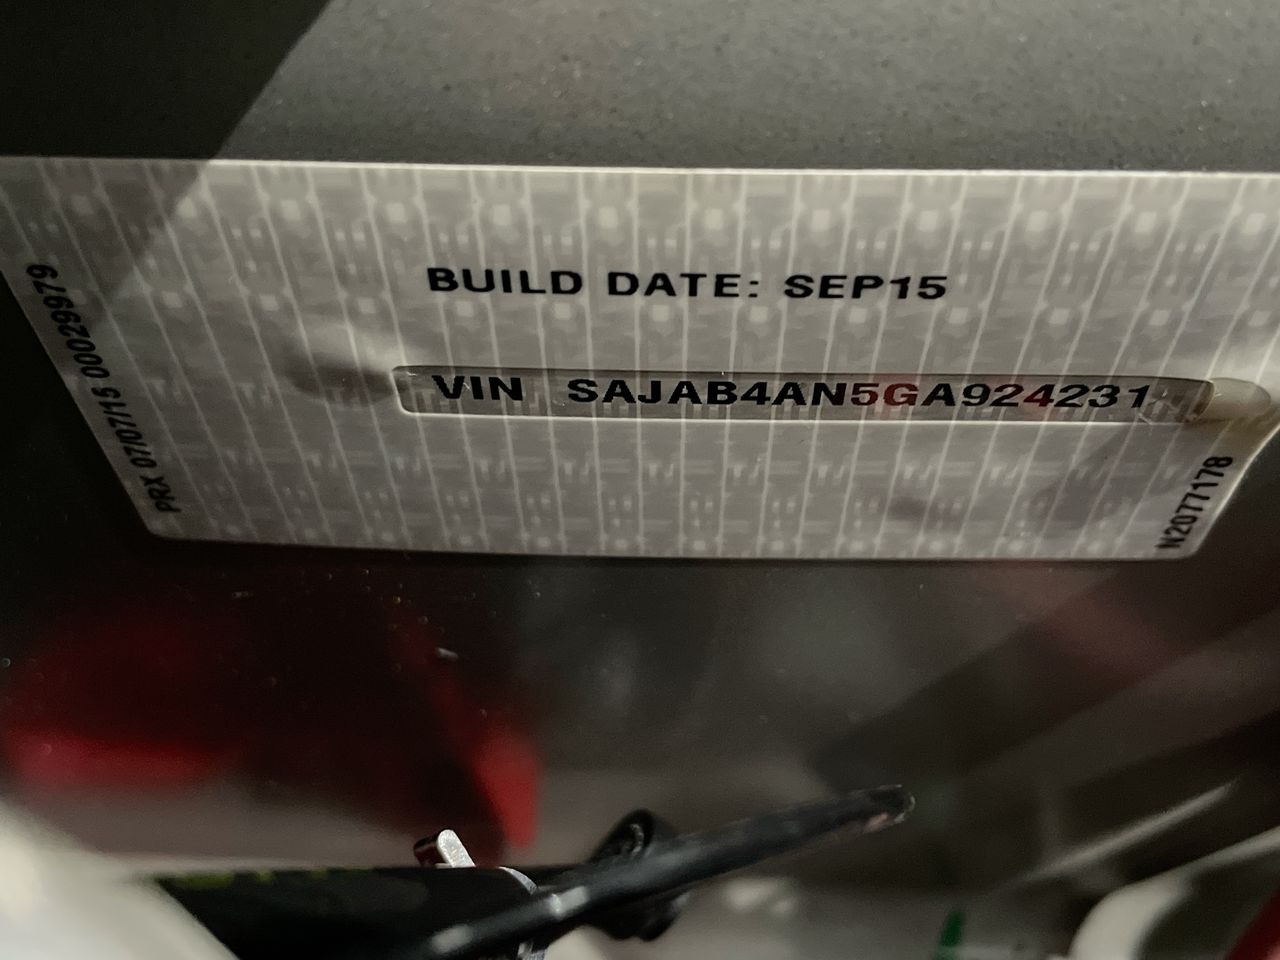 BUILD DATE: SEP15
VIN SAJAB4AN5GA924231
PRX 07/07/15 00029979
N2077178